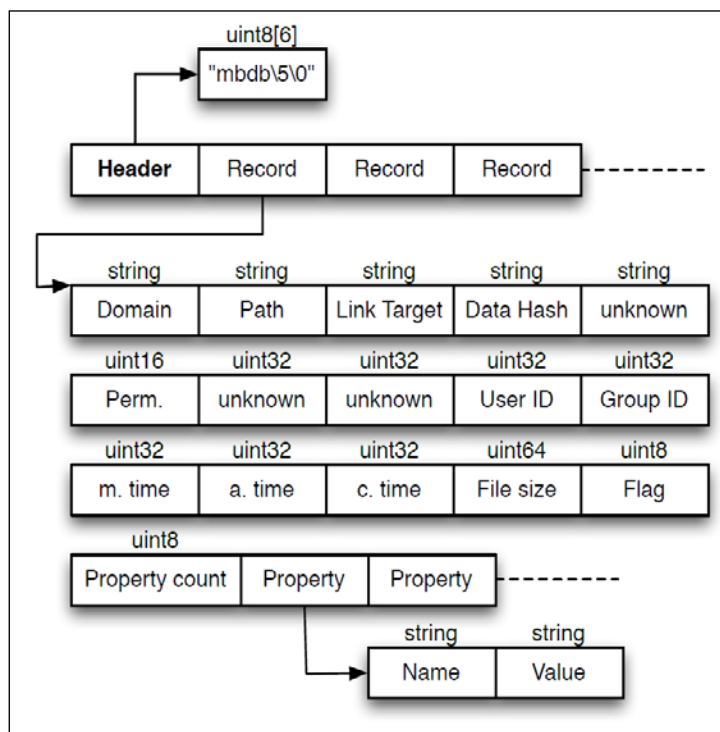 uint8[6]
"mbdb\5\0"
Header Record Record Record
string string string string string
Domain Path Link Target Data Hash unknown
uint16 uint32 uint32 uint32 uint32
Perm. unknown unknown User ID Group ID
uint32 uint32 uint32 uint64 uint8
m. time a. time c. time File size Flag
uint8
Property count Property Property
string string
Name Value